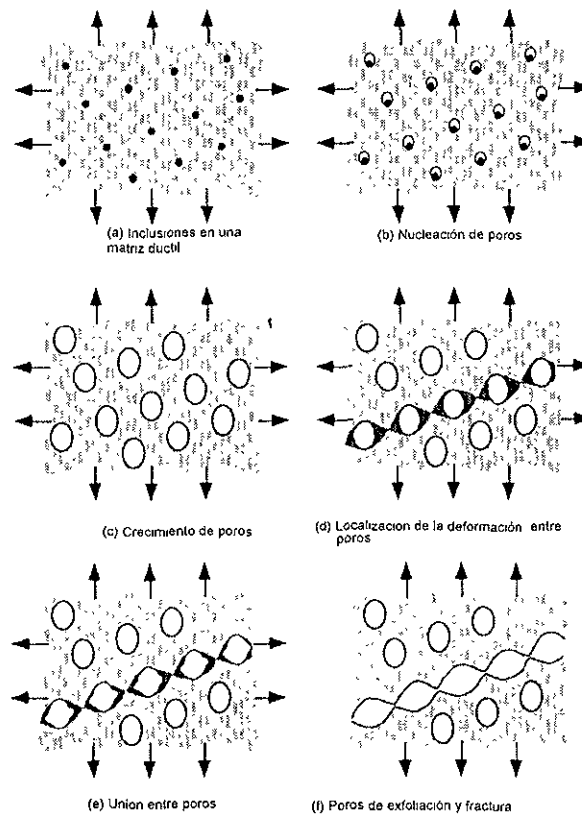 (a) Inclusiones en una
matriz ductil
(b) Nucleación de poros
(c) Crecimiento de poros
(d) Localizacion de la deformación entre
poros
(e) Union entre poros
(f) Poros de exfoliación y fractura